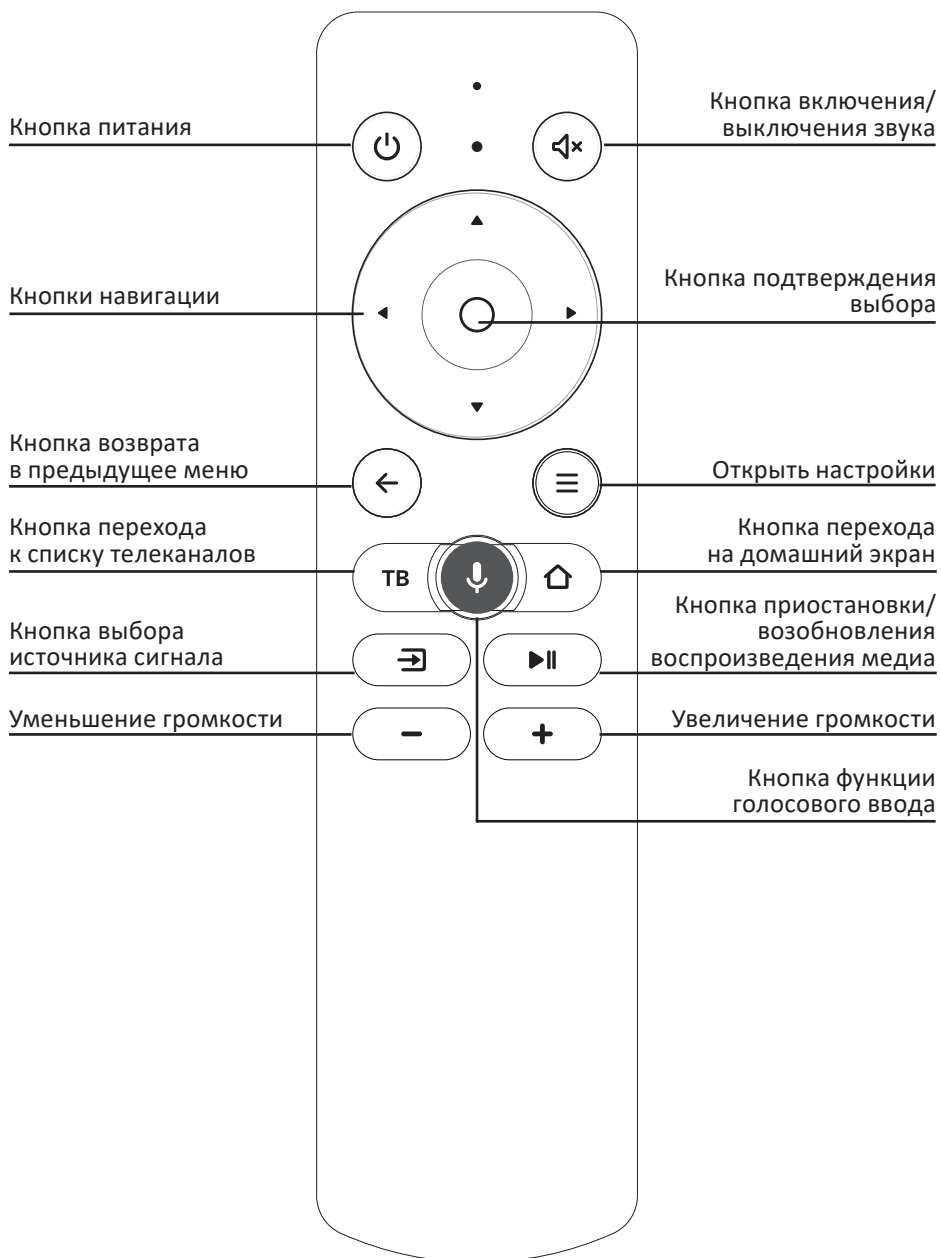 Кнопка питания
Кнопка включения/
выключения звука
Кнопки навигации
Кнопка подтверждения
выбора
Кнопка возврата
в предыдущее меню
Открыть настройки
Кнопка перехода
к списку телеканалов
Кнопка перехода
на домашний экран
ТВ
Кнопка выбора
источника сигнала
Кнопка приостановки/
возобновления
воспроизведения медиа
Уменьшение громкости
Увеличение громкости
Кнопка функции
голосового ввода